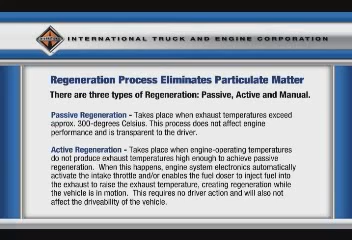 INTERNATIONAL TRUCK AND ENGINE CORPORATION
Regeneration Process Eliminates Particulate Matter
There are three types of Regeneration: Passive, Active and Manual.
Passive Regeneration - Takes place when exhaust temperatures exceed
approx. 300-degrees Celsius. This process does not affect engine
performance and is transparent to the driver.
Active Regeneration - Takes place when engine-operating temperatures
do not produce exhaust temperatures high enough to achieve passive
regeneration. When this happens, engine system electronics automatically
activate the intake throttle and/or enables the fuel doser to inject fuel into
the exhaust to raise the exhaust temperature, creating regeneration while
the vehicle is in motion. This requires no driver action and will also not
affect the driveability of the vehicle.